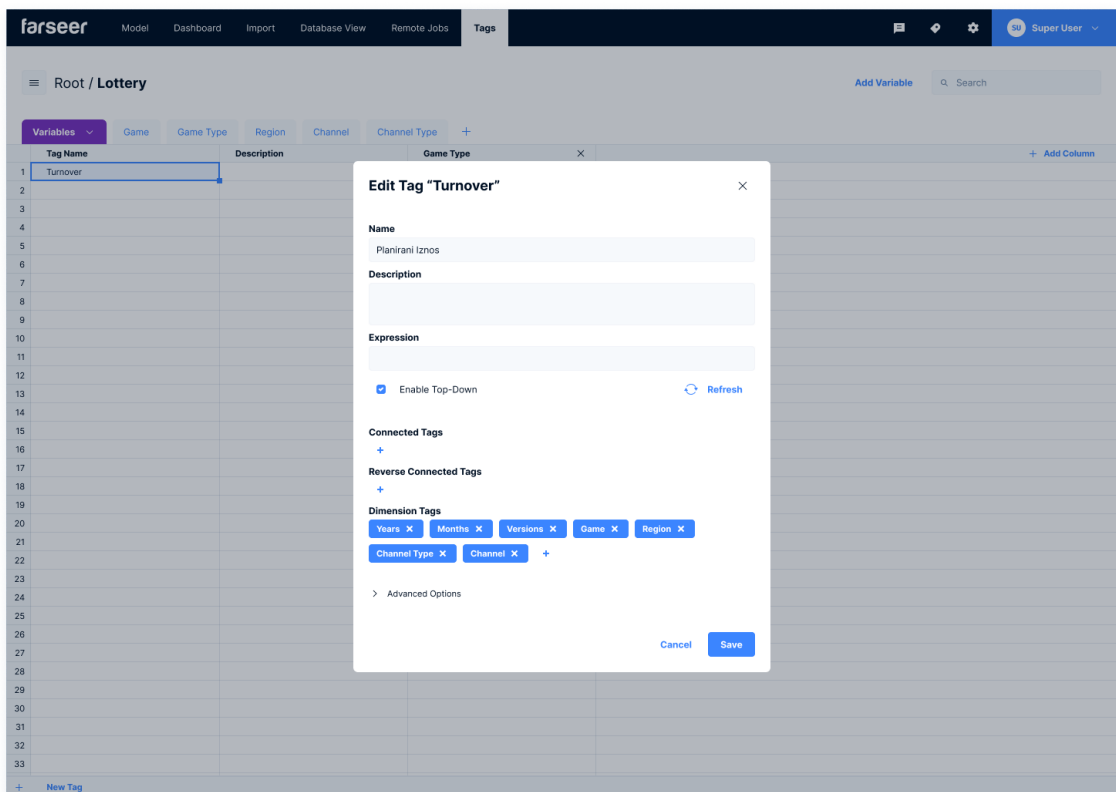 farseer Model Dashboard Import Database View Remote Jobs Tags SU Super User
Root / Lottery Add Variable Search
Variables Game Game Type Region Channel Channel Type +
Tag Name Description Game Type + Add Column
1 Turnover
2
3
4
5
6
7
8
9
10
11
12
13
14
15
16
17
18
19
20
21
22
23
24
25
26
27
28
29
30
31
32
33
+ New Tag
Edit Tag “Turnover”
Name
Planirani Iznos
Description
Expression
Enable Top-Down Refresh
Connected Tags
+
Reverse Connected Tags
+
Dimension Tags
Years Months Versions Game Region
Channel Type Channel +
Advanced Options
Cancel Save